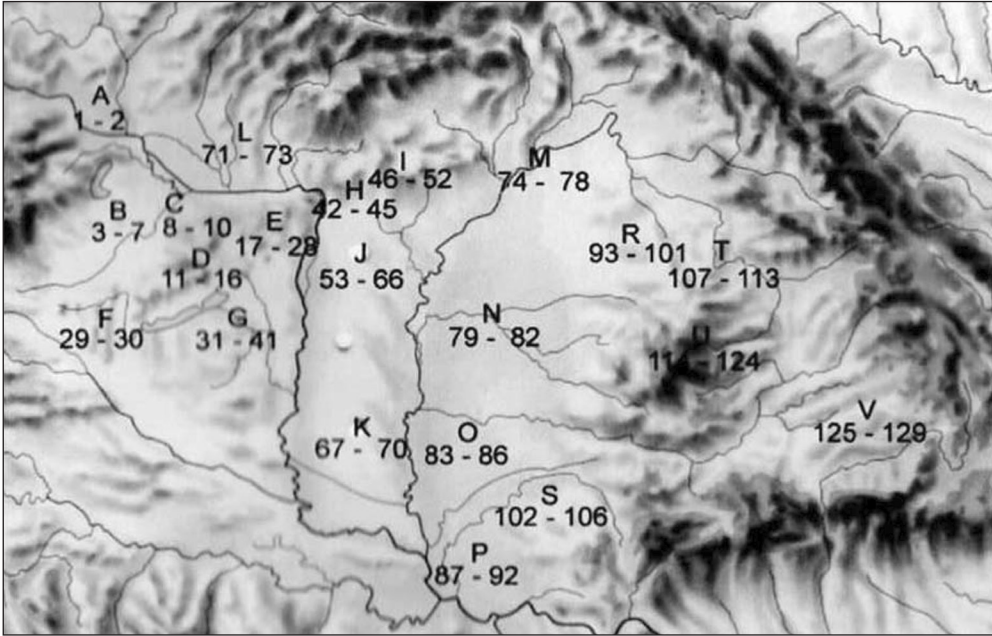 A
1 - 2
L
71 - 73
I
46 - 52
M
74 - 78
H
42 - 45
B
3 - 7
C
8 - 10
E
17 - 28
D
11 - 16
J
53 - 66
R
93 - 101
T
107 - 113
F
29 - 30
G
31 - 41
N
79 - 82
U
114 - 124
K
67 - 70
O
83 - 86
V
125 - 129
S
102 - 106
P
87 - 92